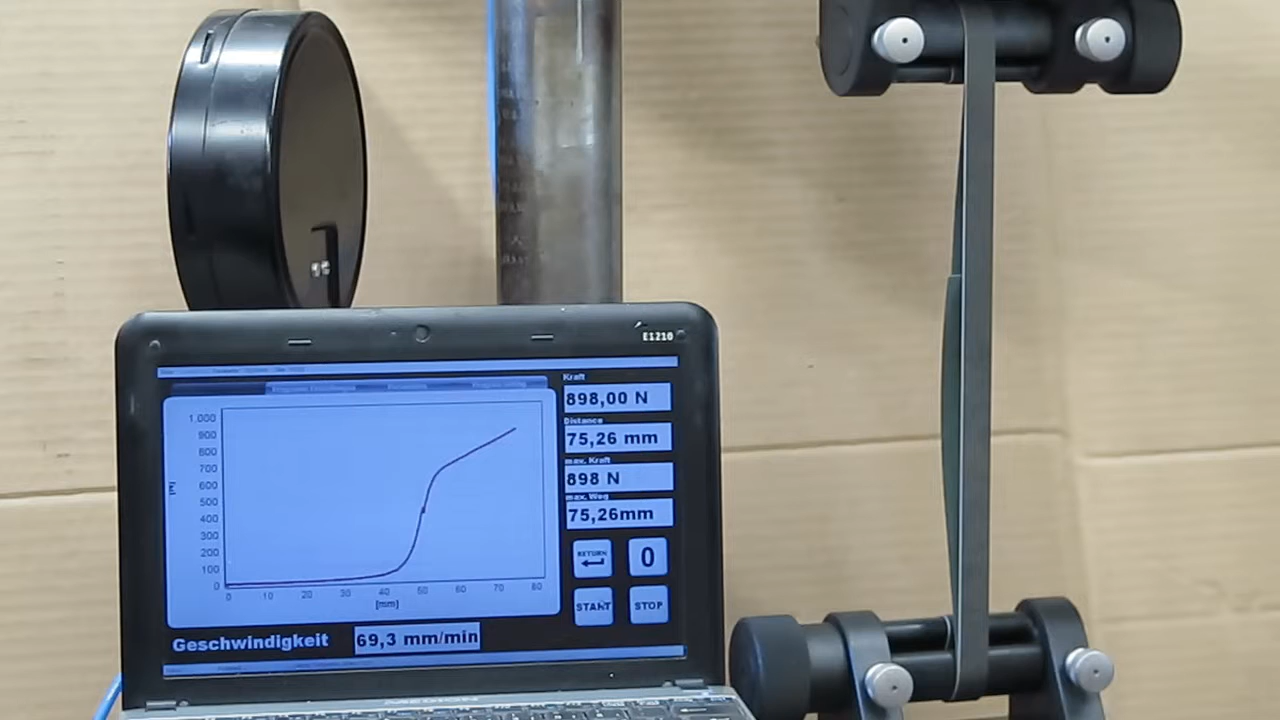 E1210
Kraft
898,00 N
Distance
75,26 mm
max. Kraft
898 N
max. Weg
75,26mm
RETURN
0
START
STOP
1.000
900
800
700
600
500
400
300
200
100
0
0 10 20 30 40 50 60 70 80
[mm]
Geschwindigkeit 69,3 mm/min